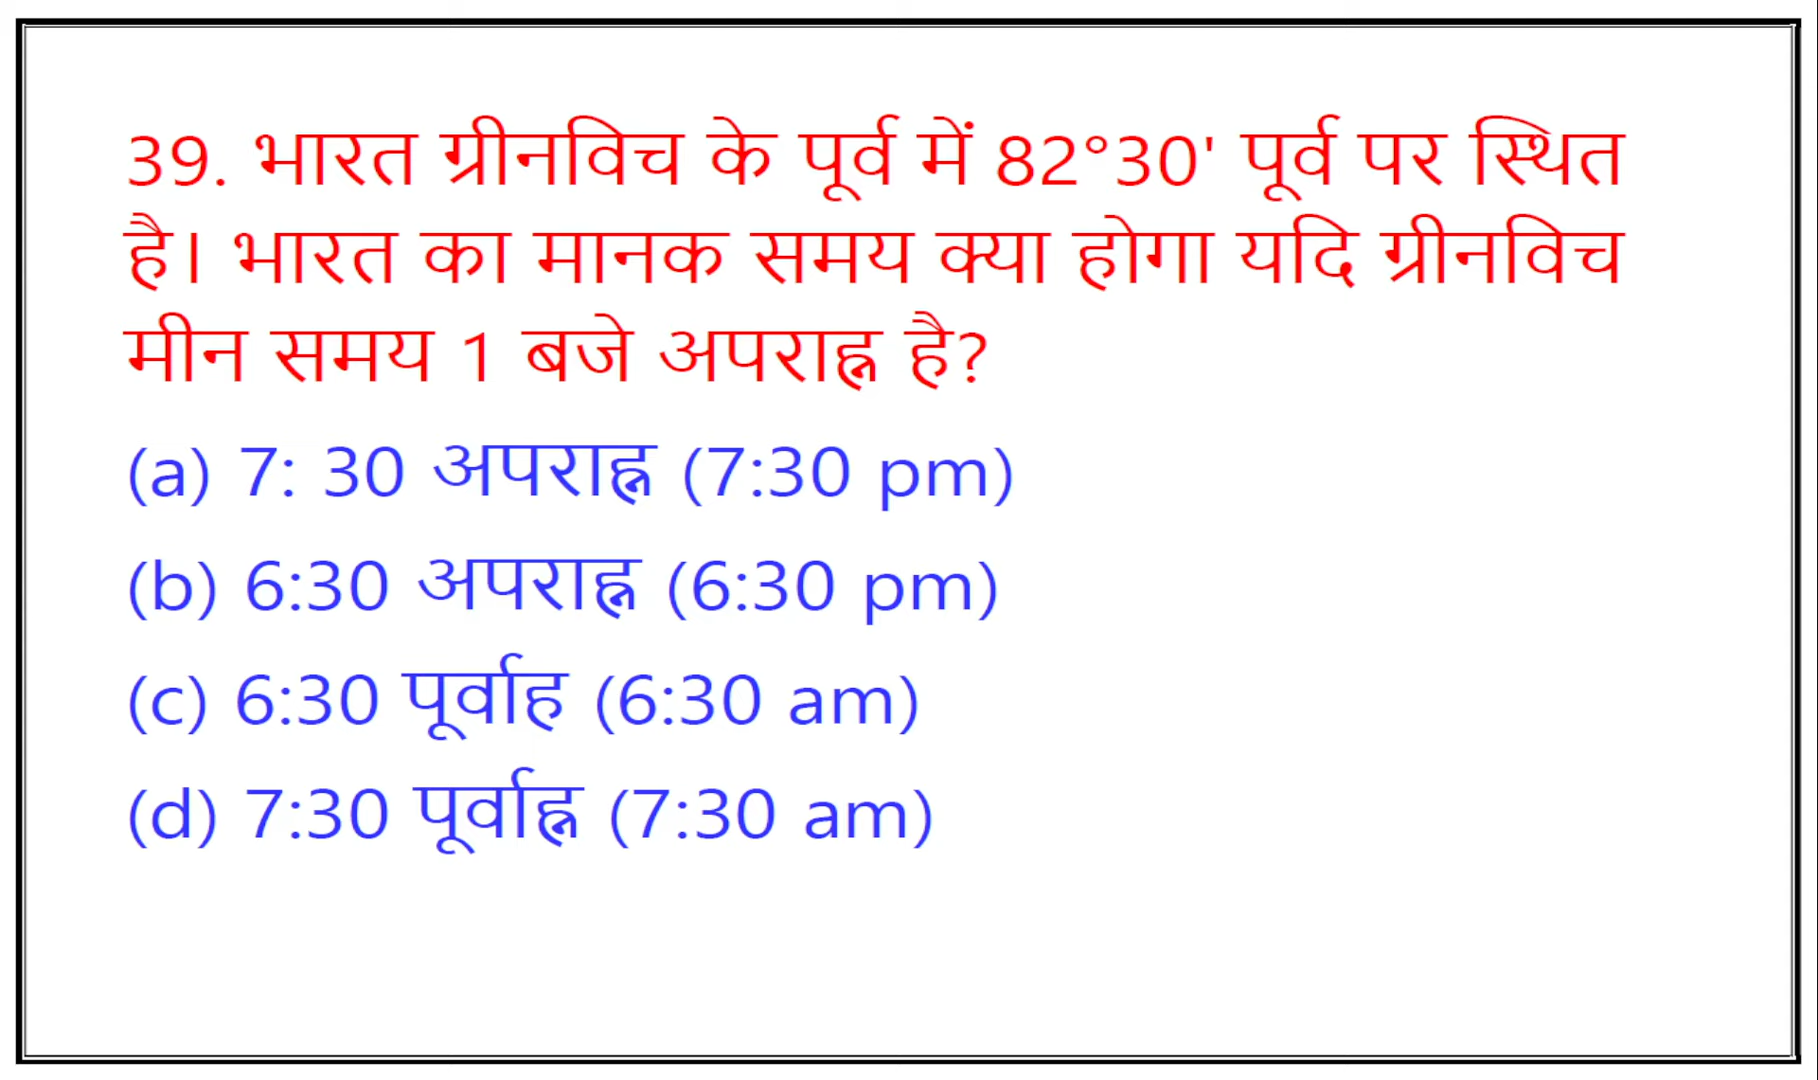 39. भारत ग्रीनविच के पूर्व में 82°30' पूर्व पर स्थित
है। भारत का मानक समय क्या होगा यदि ग्रीनविच
मीन समय 1 बजे अपराह्न है?
(a) 7: 30 अपराह्न (7:30 pm)
(b) 6:30 अपराह्न (6:30 pm)
(c) 6:30 पूर्वाह (6:30 am)
(d) 7:30 पूर्वाह्न (7:30 am)